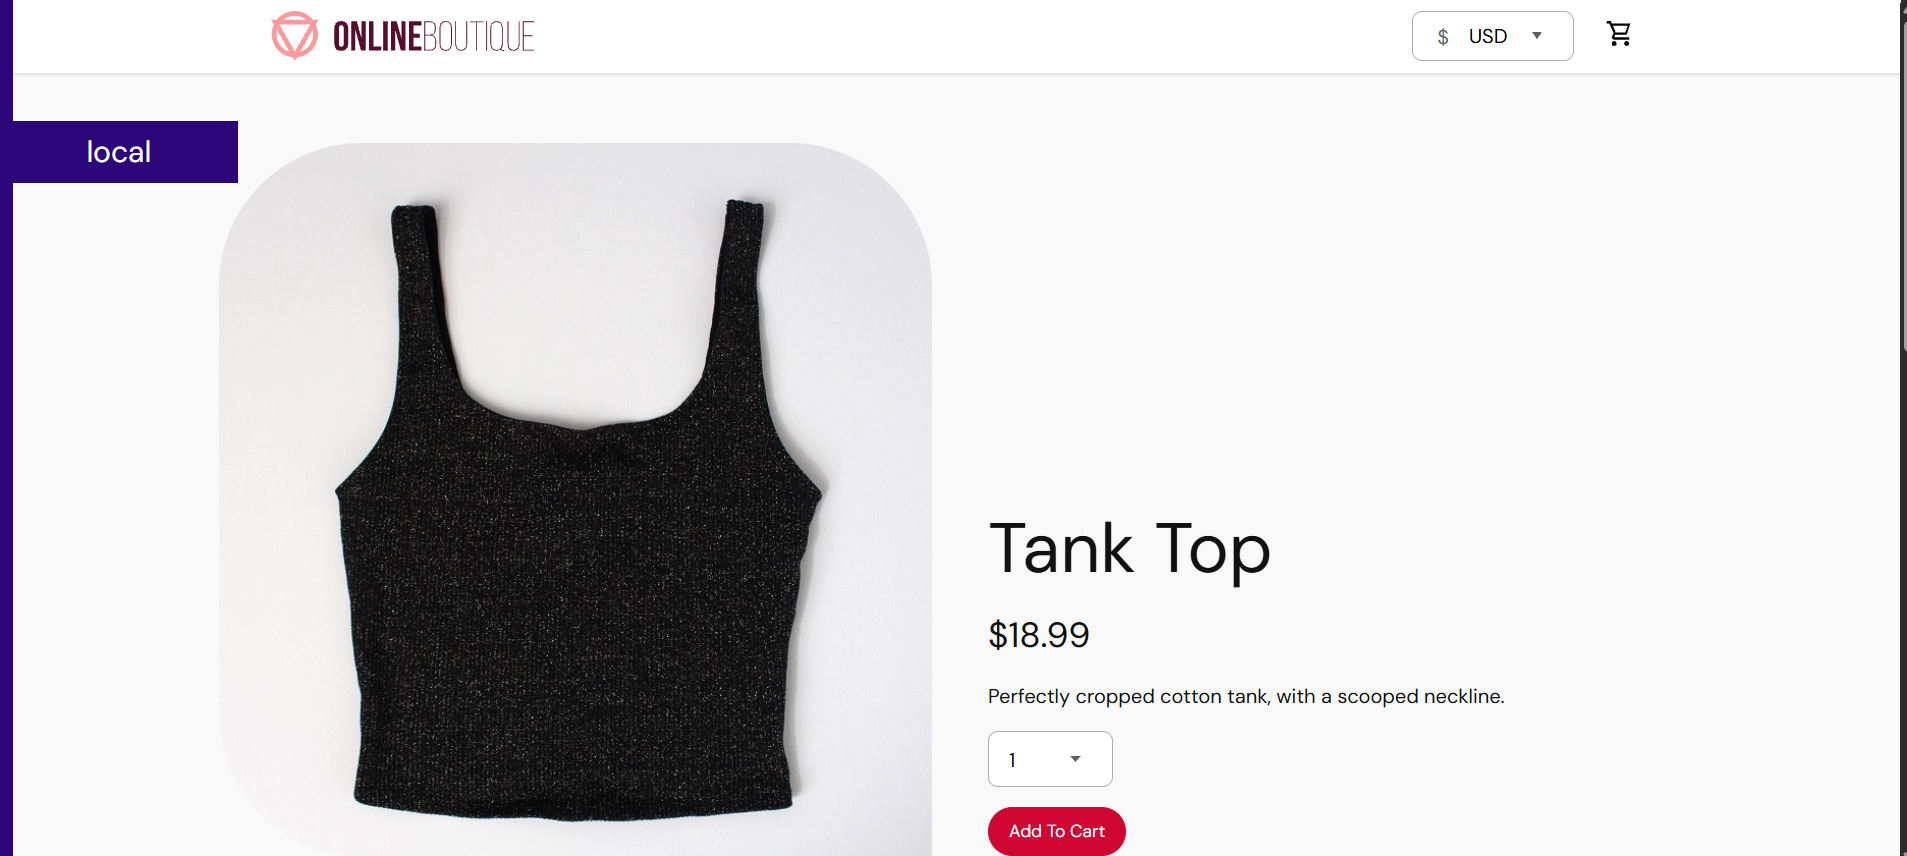 ONLINEBOUTIQUE
$ USD
local
Tank Top
$18.99
Perfectly cropped cotton tank, with a scooped neckline.
1
Add To Cart